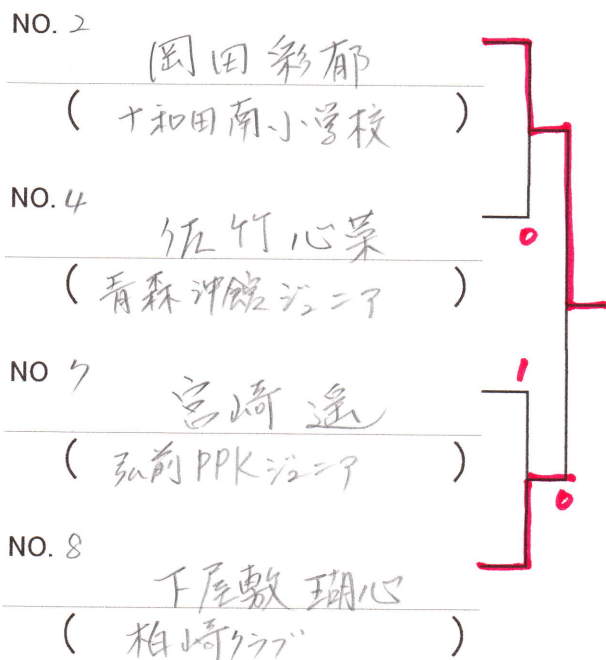 NO. 2
岡田 彩郁
( 十和田南小学校 )
NO. 4
佐竹 心菜
0
( 青森沖館ジュニア )
NO 7
1
宮崎 遥
( 弘前PPKジュニア )
0
NO. 8
下屋敷 瑚心
( 柏崎クラブ )